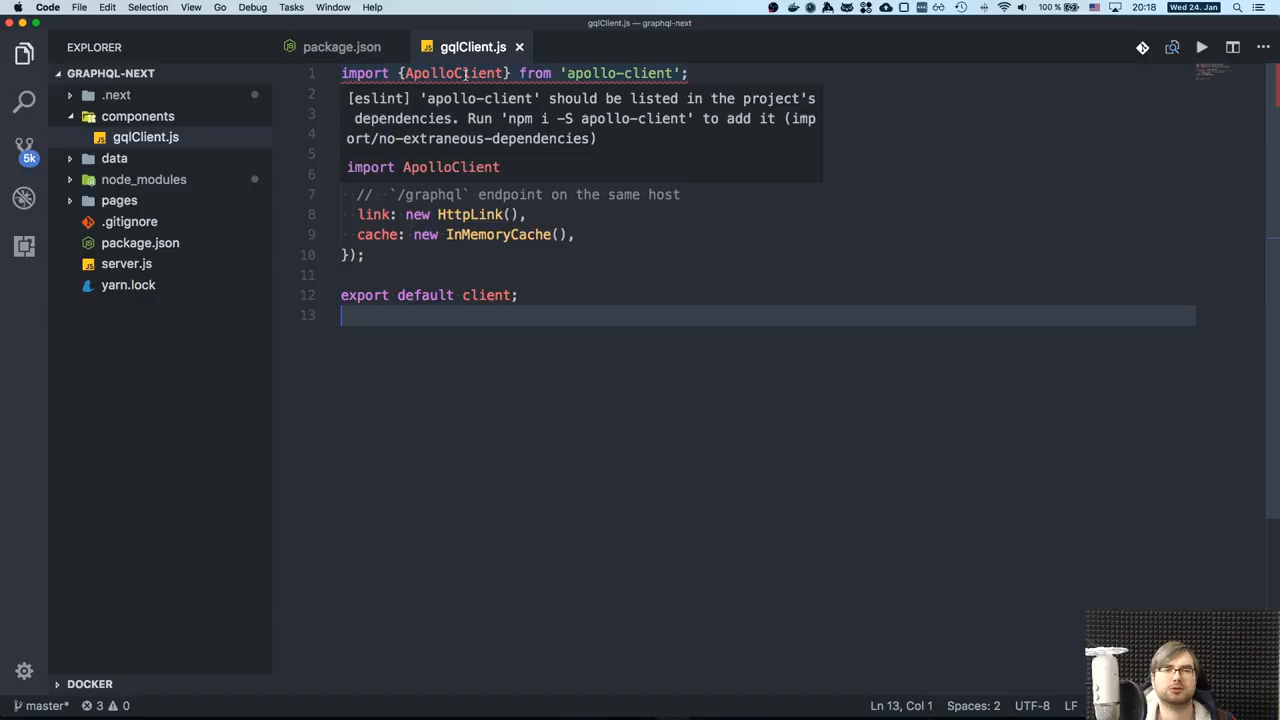 Code File Edit Selection View Go Debug Tasks Window Help 100 % 20:18 Wed 24. Jan
gqlClient.js — graphql-next
EXPLORER
package.json
JS gqlClient.js ×
GRAPHQL-NEXT
.next
components
JS gqlClient.js
data
node_modules
pages
.gitignore
package.json
JS server.js
yarn.lock
5k
1 import {ApolloClient} from 'apollo-client';
2
[eslint] 'apollo-client' should be listed in the project's
3
dependencies. Run 'npm i -S apollo-client' to add it (imp
4
ort/no-extraneous-dependencies)
5
6
import ApolloClient
7 // `/graphql` endpoint on the same host
8 link: new HttpLink(),
9 cache: new InMemoryCache(),
10 });
11
12 export default client;
13
DOCKER
master* 3 0 Ln 13, Col 1 Spaces: 2 UTF-8 LF